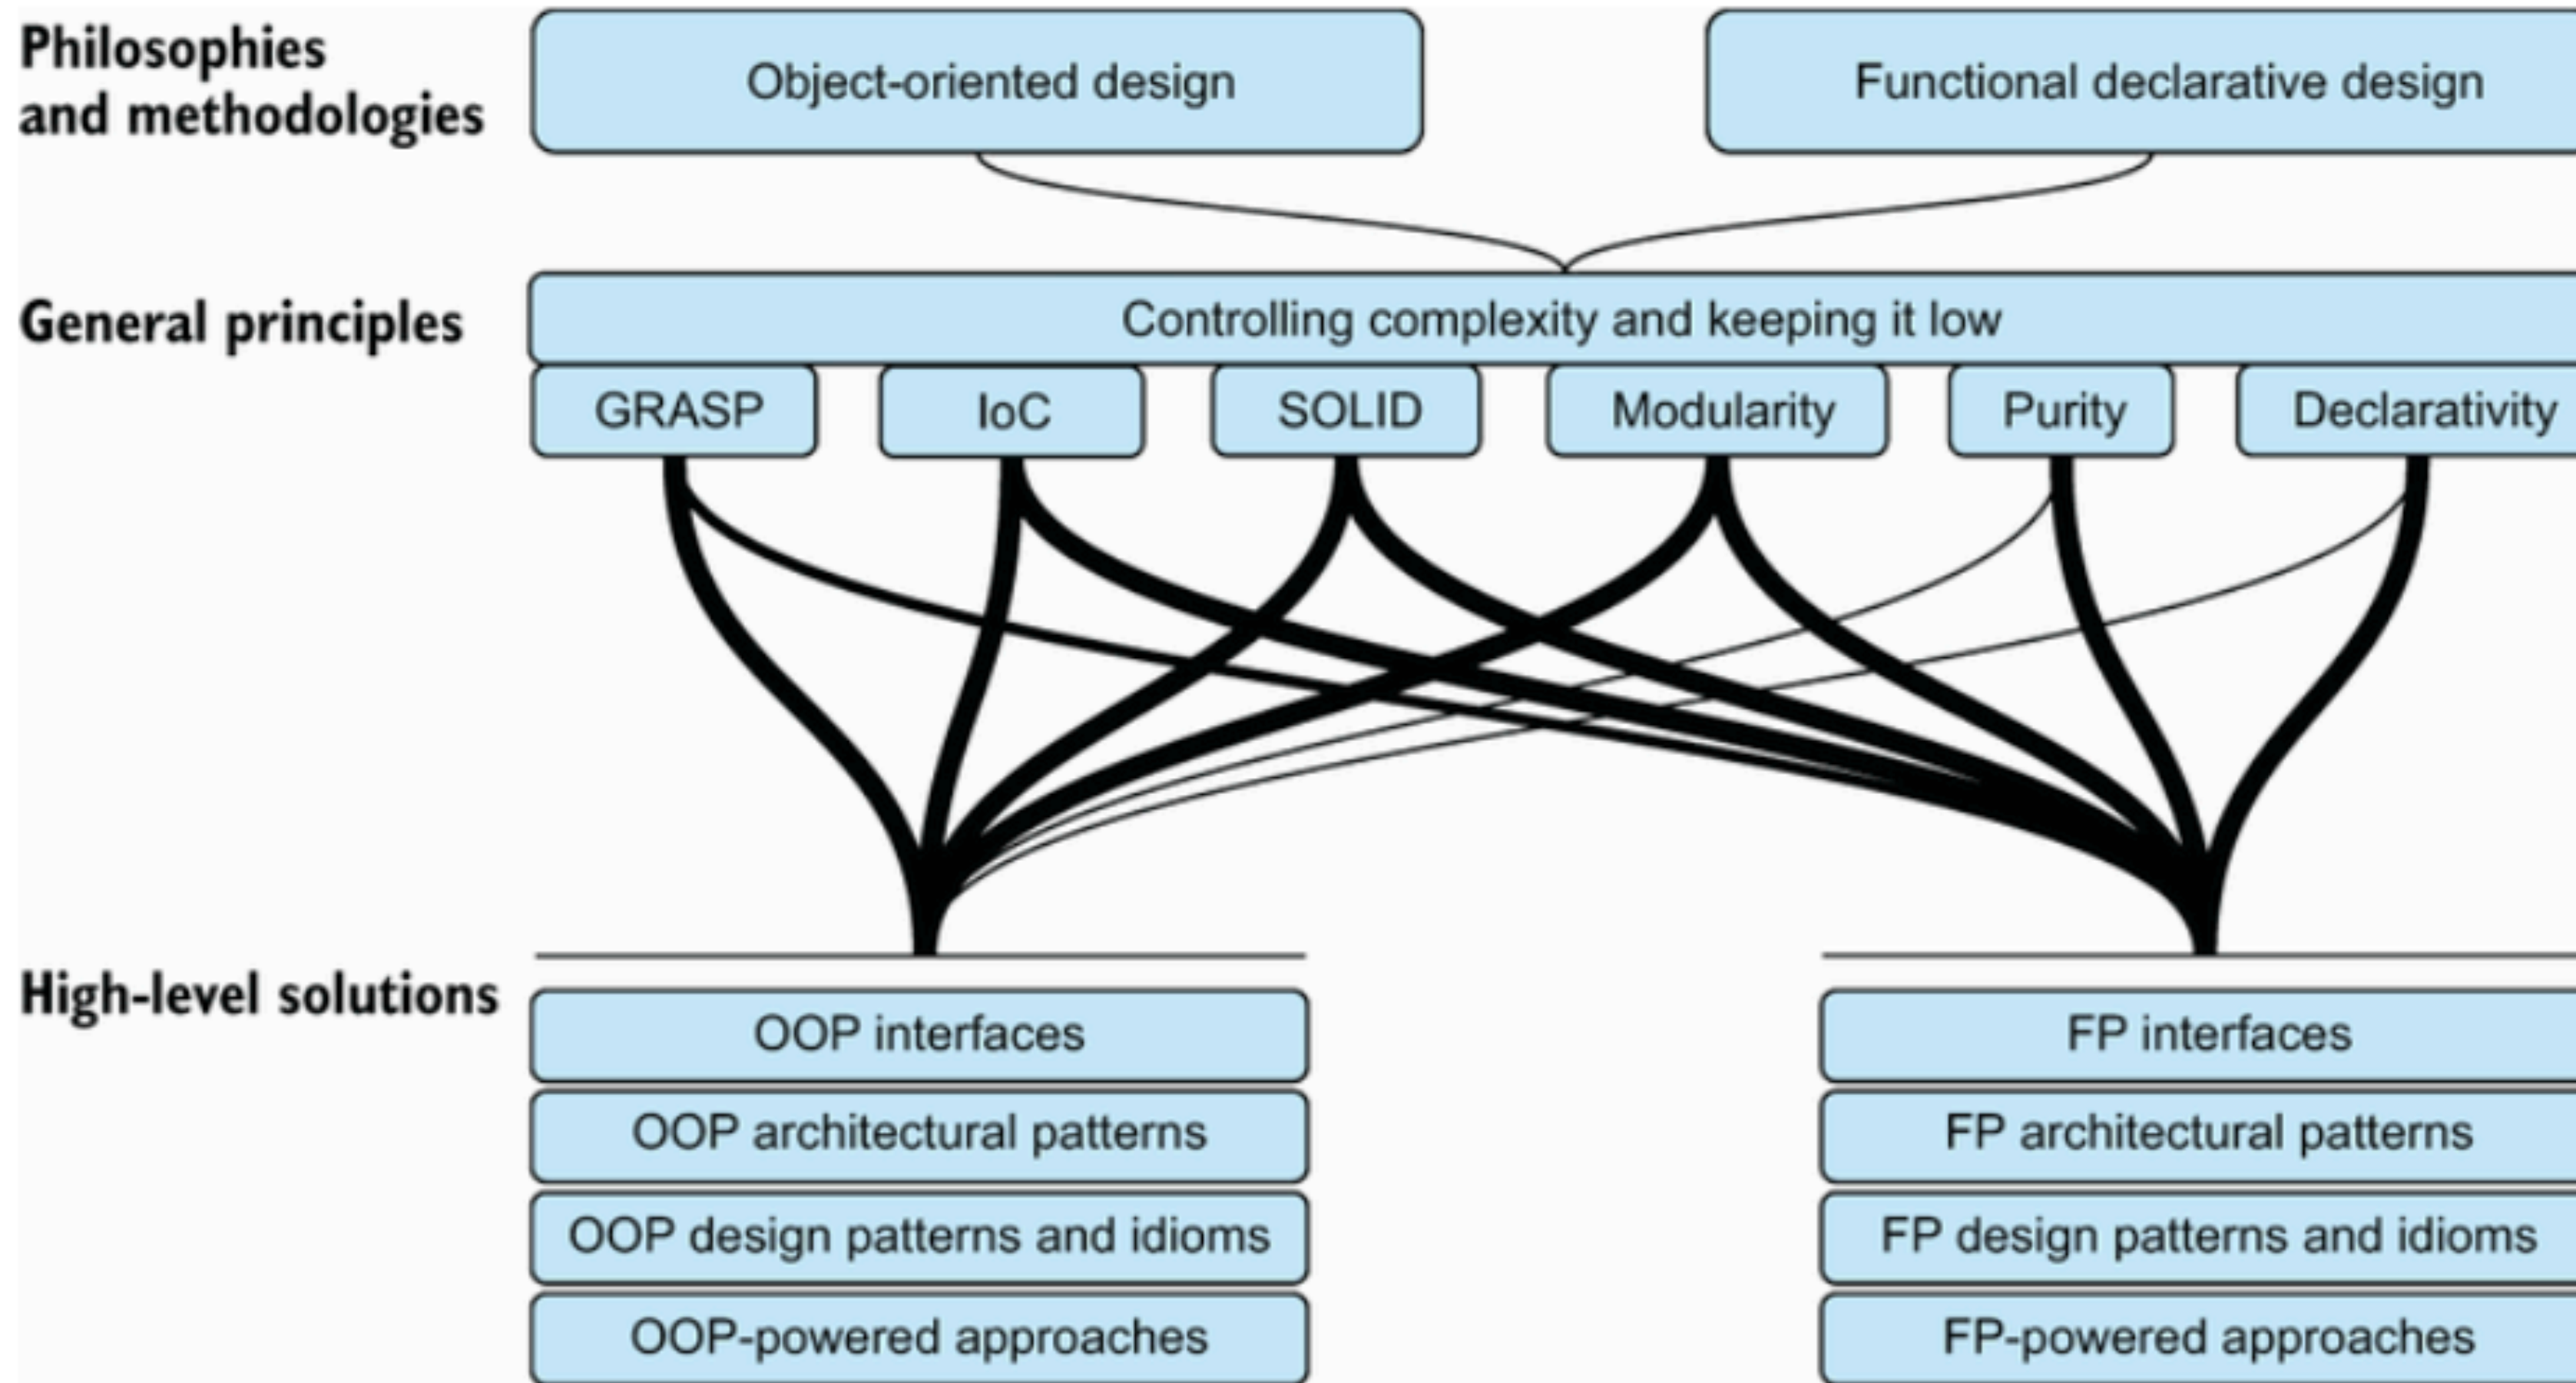 Philosophies
and methodologies
Object-oriented design
Functional declarative design
General principles
Controlling complexity and keeping it low
GRASP
IoC
SOLID
Modularity
Purity
Declarativity
High-level solutions
OOP interfaces
OOP architectural patterns
OOP design patterns and idioms
OOP-powered approaches
FP interfaces
FP architectural patterns
FP design patterns and idioms
FP-powered approaches